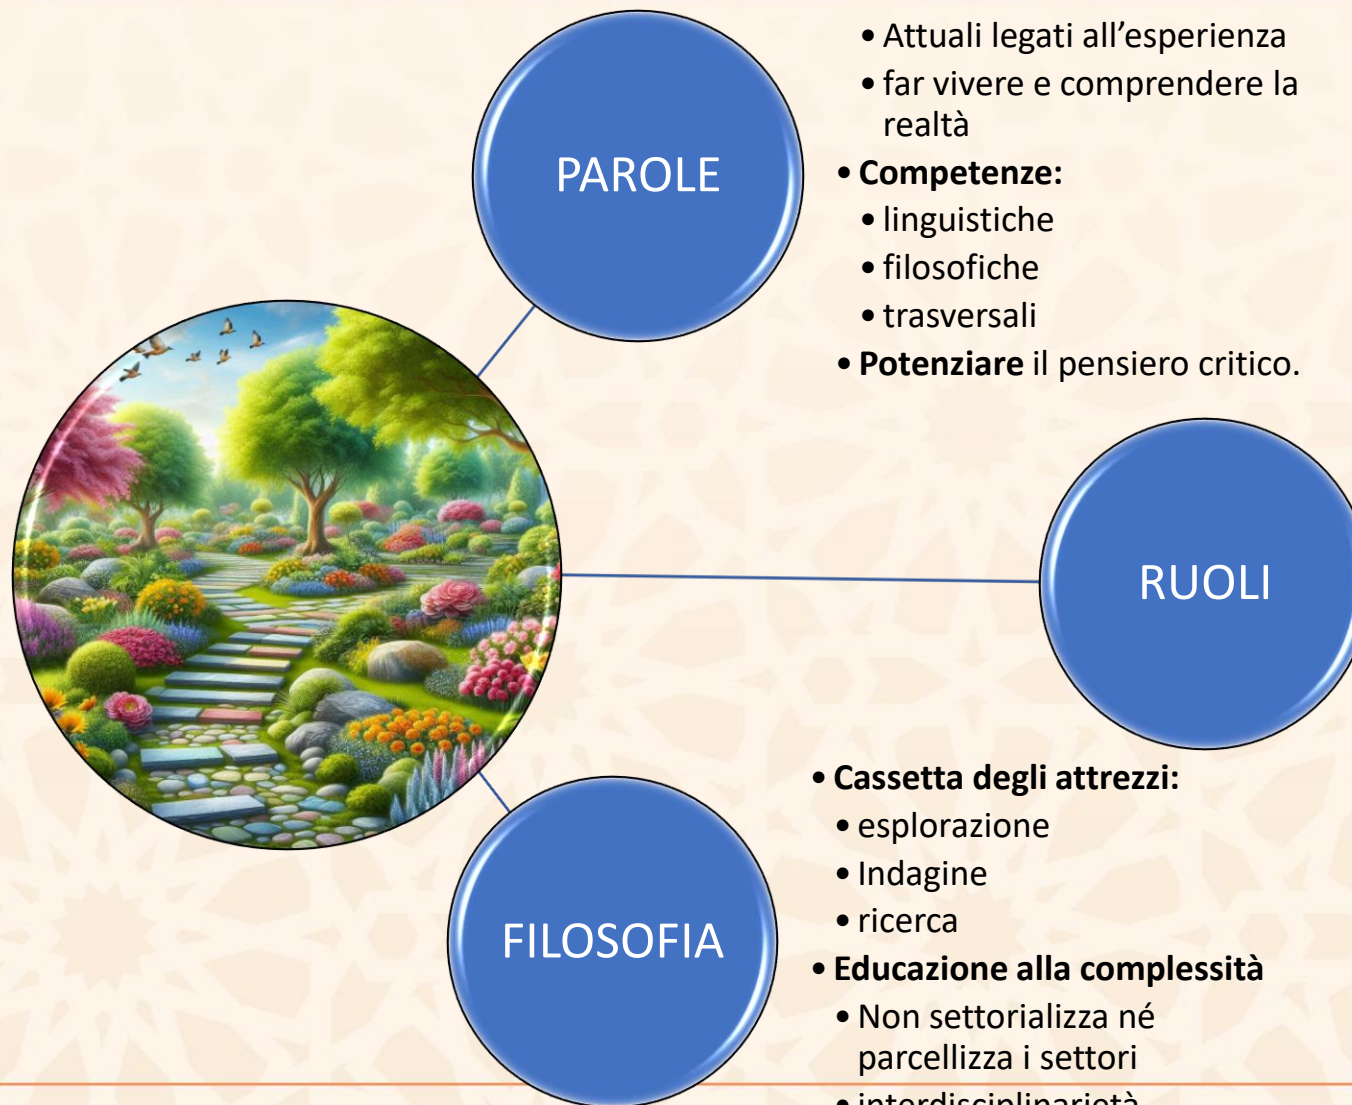 PAROLE
• Attuali legati all’esperienza
• far vivere e comprendere la
realtà
• Competenze:
• linguistiche
• filosofiche
• trasversali
• Potenziare il pensiero critico.
RUOLI
FILOSOFIA
• Cassetta degli attrezzi:
• esplorazione
• Indagine
• ricerca
• Educazione alla complessità
• Non settorializza né
parcellizza i settori
• interdisciplinarietà